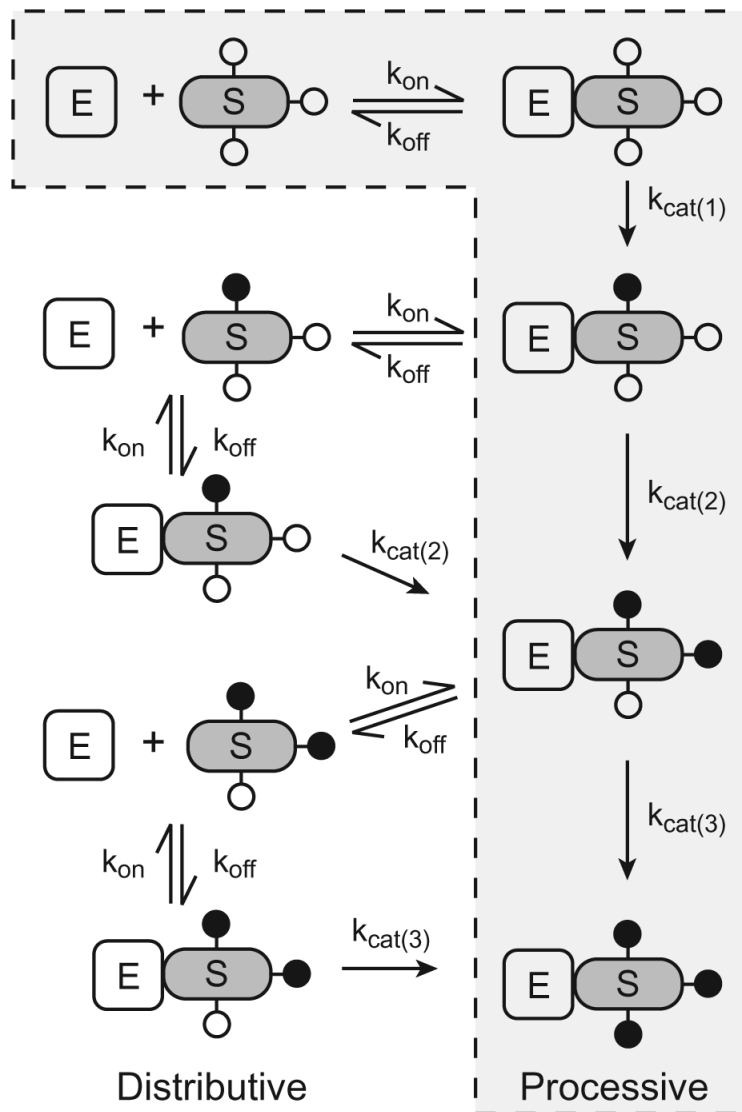 E + S k_on k_off E S
k_cat(1)
E + S k_on k_off E S
k_on k_off k_cat(2)
E S k_cat(2)
E S
E + S k_on k_off
k_cat(3)
k_on k_off
k_cat(3)
E S E S
Distributive Processive